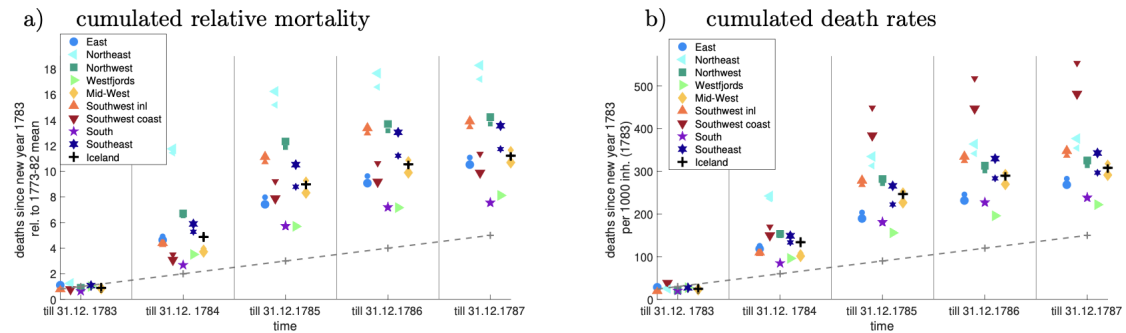 a) cumulated relative mortality
deaths since new year 1783
rel. to 1773-82 mean
18
16
14
12
10
8
6
4
2
0
East
Northeast
Northwest
Westfjords
Mid-West
Southwest inl
Southwest coast
South
Southeast
Iceland
till 31.12. 1783
till 31.12. 1784
till 31.12.1785
till 31.12.1786
till 31.12.1787
time
b) cumulated death rates
deaths since new year 1783
per 1000 inh. (1783)
500
400
300
200
100
0
East
Northeast
Northwest
Westfjords
Mid-West
Southwest inl
Southwest coast
South
Southeast
Iceland
till 31.12. 1783
till 31.12. 1784
till 31.12.1785
till 31.12.1786
till 31.12.1787
time